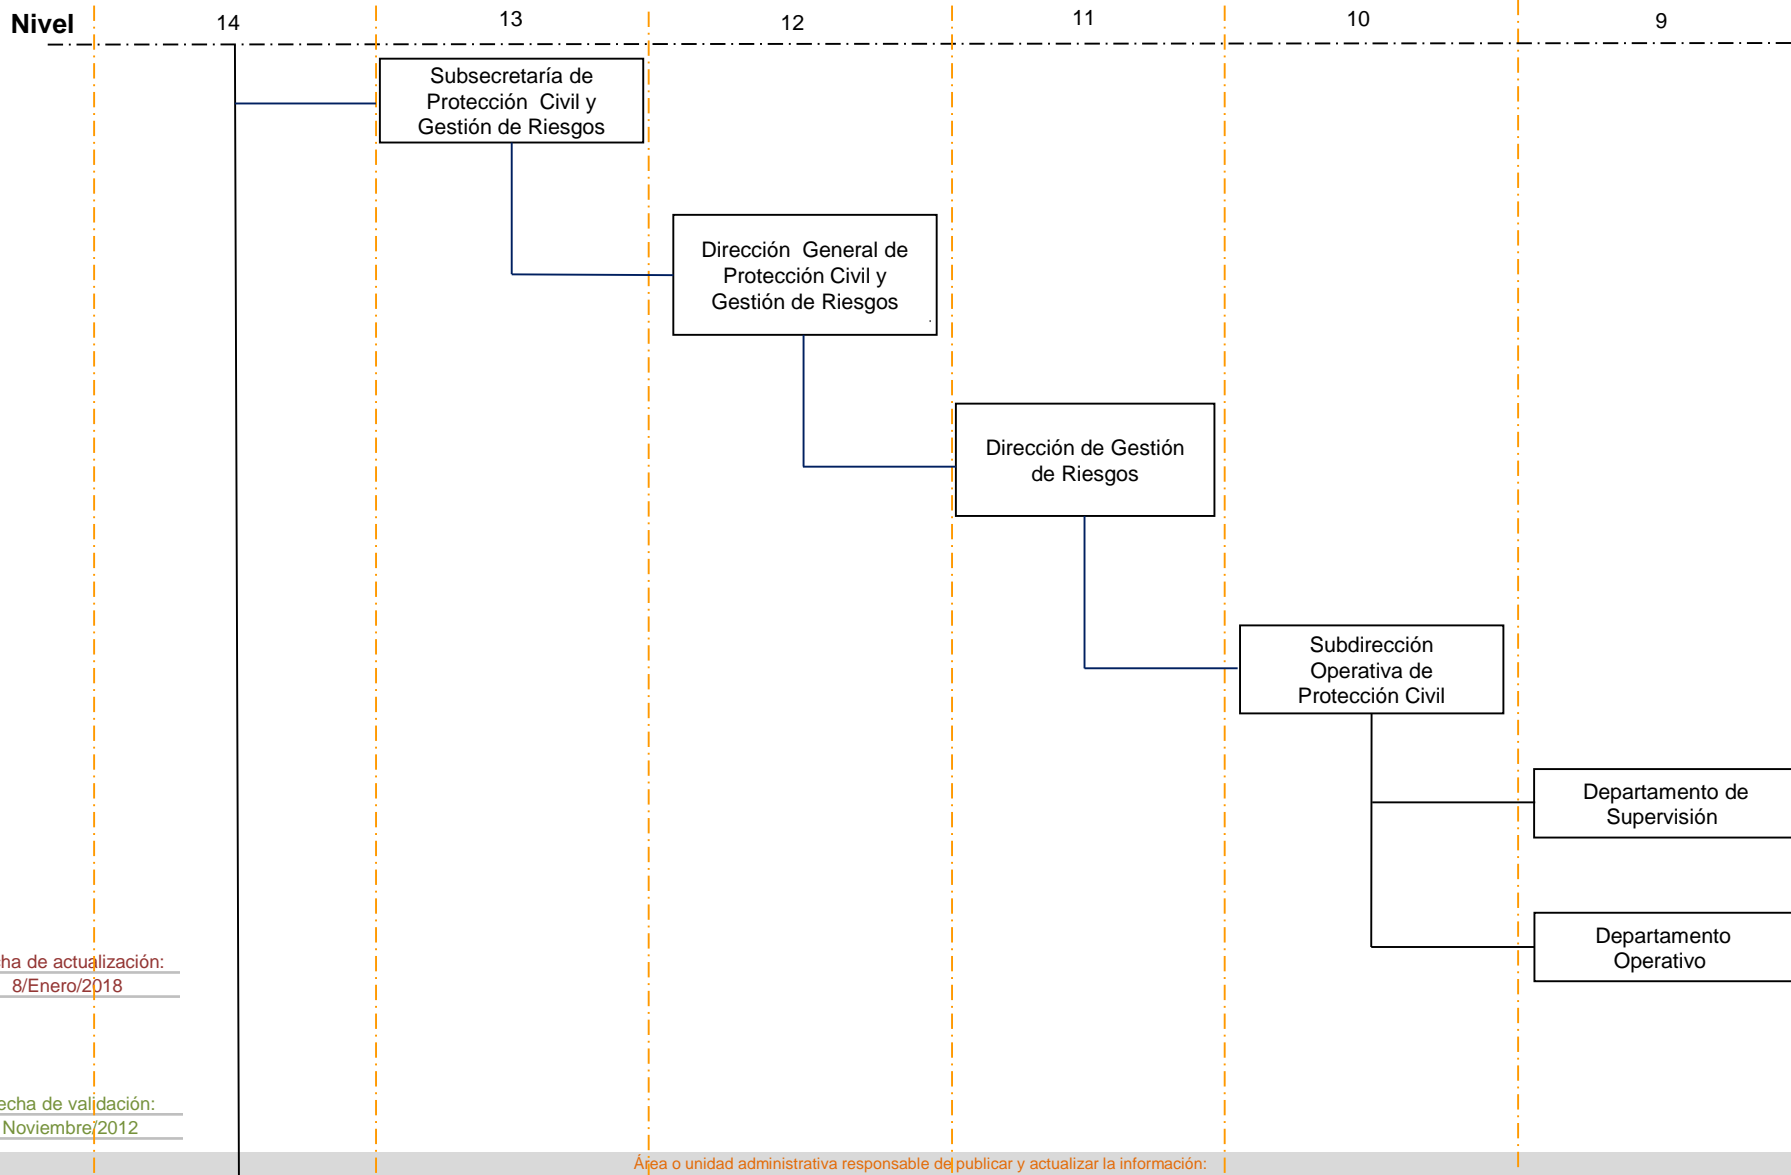 Nivel 14 13 12 11 10 9
Subsecretaría de
Protección Civil y
Gestión de Riesgos
Dirección General de
Protección Civil y
Gestión de Riesgos
.
Dirección de Gestión
de Riesgos
Subdirección
Operativa de
Protección Civil
Departamento de
Supervisión
Departamento
Operativo
cha de actualización:
8/Enero/2018
echa de validación:
Noviembre/2012
Área o unidad administrativa responsable de publicar y actualizar la información: